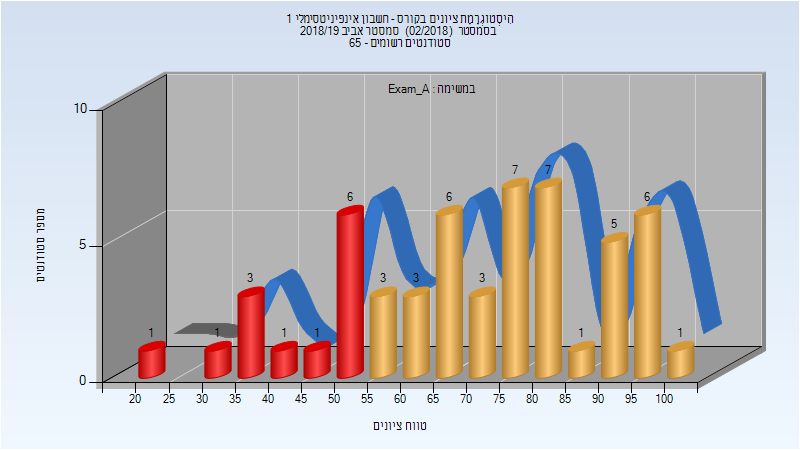 היסטוגרמת ציונים בקורס - חשבון אינפיניטסימלי 1
בסמסטר (02/2018) סמסטר אביב 2018/19
סטודנטים רשומים - 65
במשימה : Exam_A
מספר סטודנטים
10
5
0
1 1 3 1 1 6 3 3 6 3 7 7 1 5 6 1
20 25 30 35 40 45 50 55 60 65 70 75 80 85 90 95 100
טווח ציונים